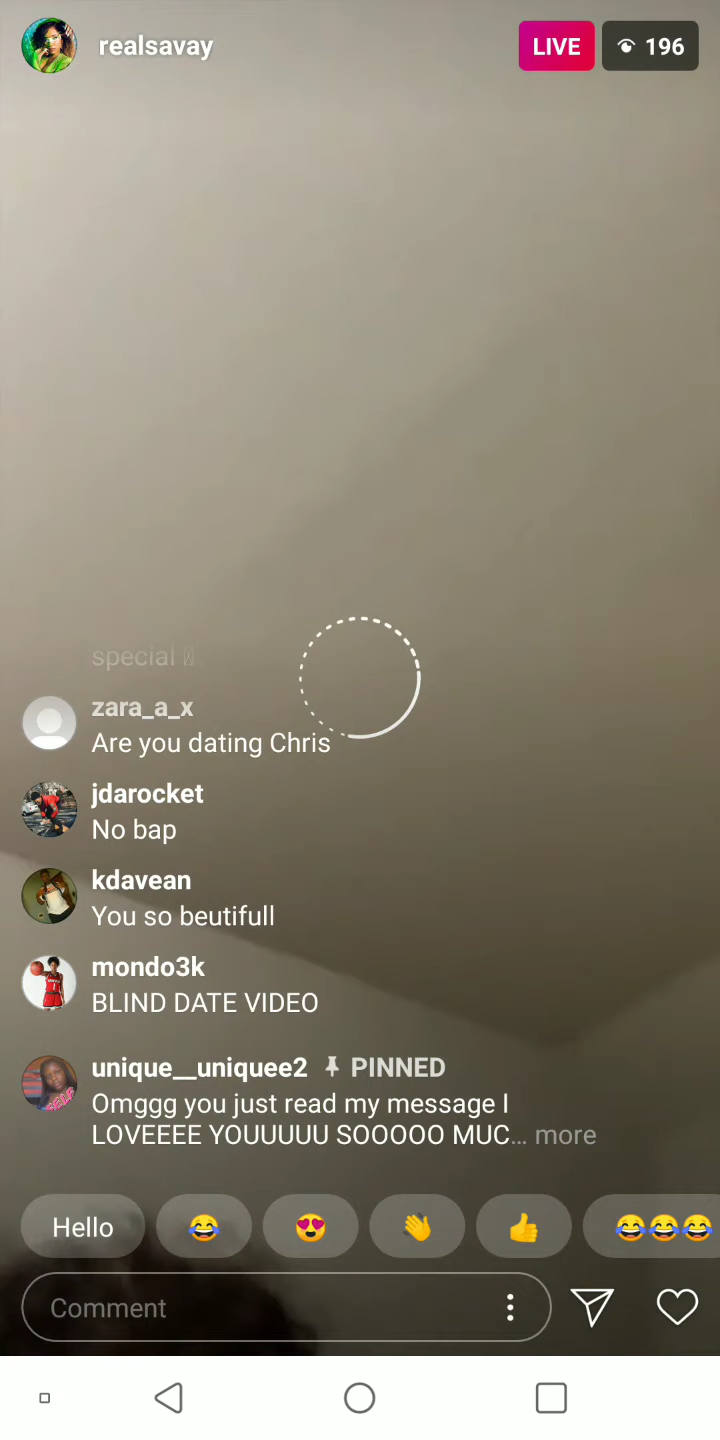 realsavay
LIVE
196
special
zara_a_x
Are you dating Chris
jdarocket
No bap
kdavean
You so beutifull
mondo3k
BLIND DATE VIDEO
unique__uniquee2 PINNED
Omggg you just read my message I
LOVEEEE YOUUUUU SOOOOO MUC... more
Hello
Comment